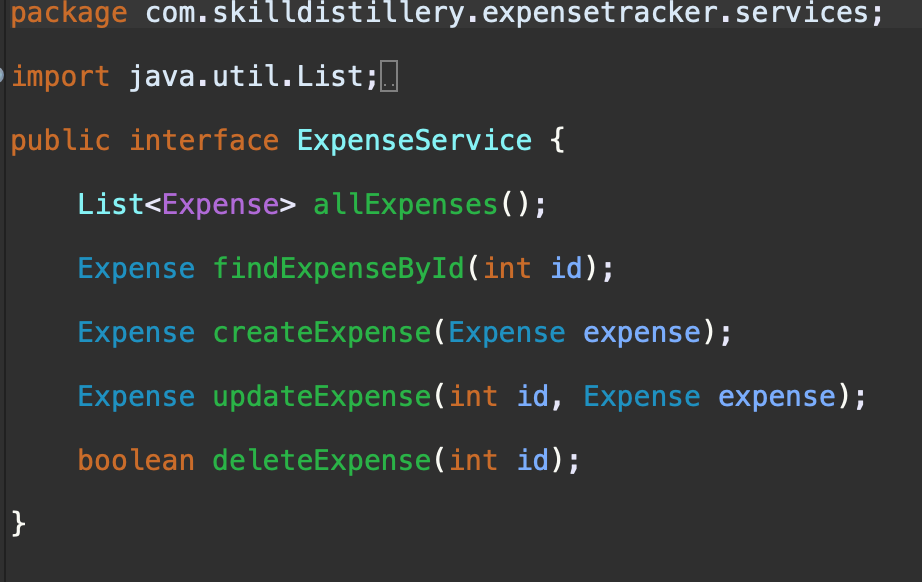 package com.skilldistillery.expensetracker.services;
import java.util.List;
public interface ExpenseService {
List<Expense> allExpenses();
Expense findExpenseById(int id);
Expense createExpense(Expense expense);
Expense updateExpense(int id, Expense expense);
boolean deleteExpense(int id);
}